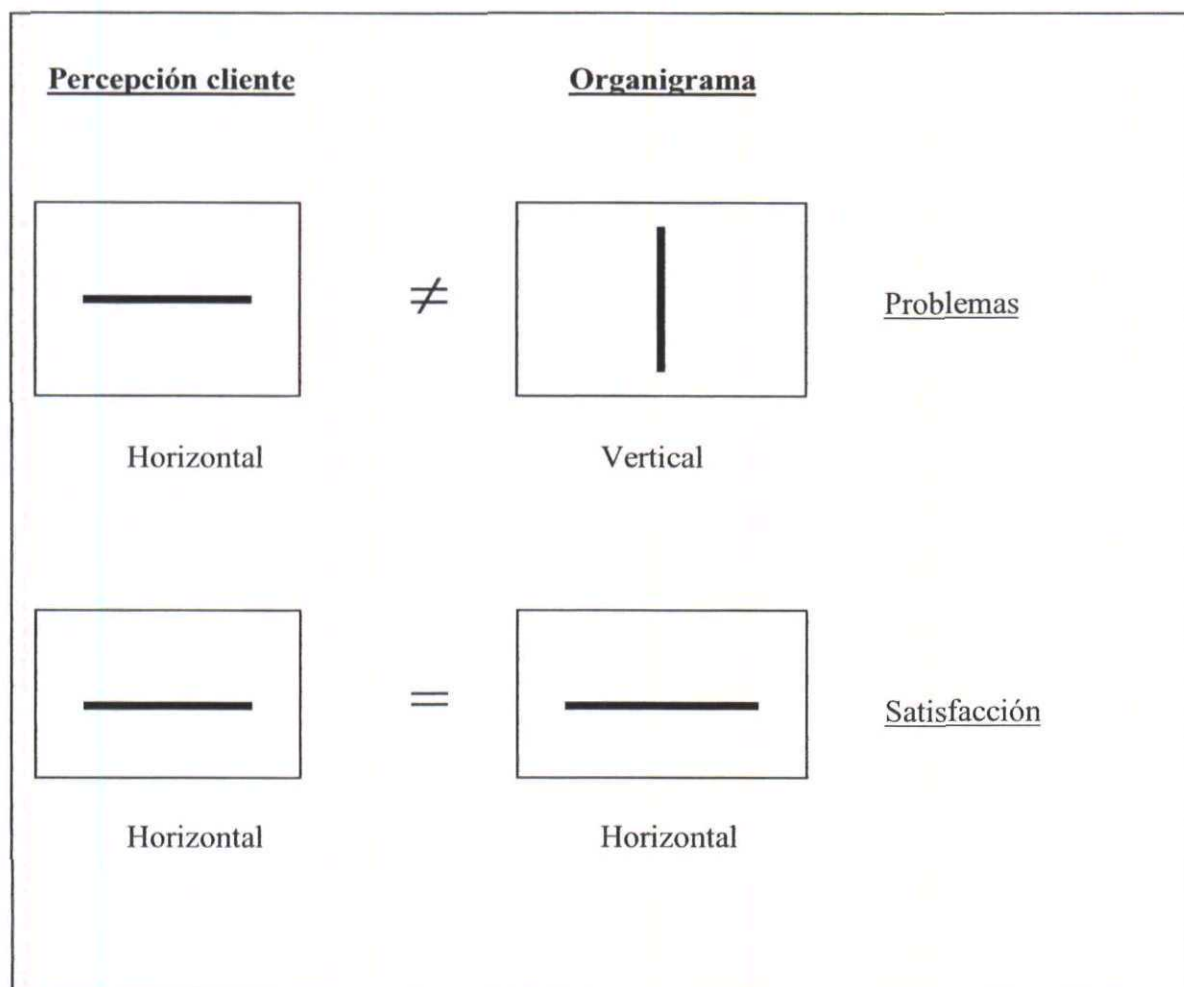 Percepción cliente Organigrama
≠ Problemas
Horizontal Vertical
= Satisfacción
Horizontal Horizontal